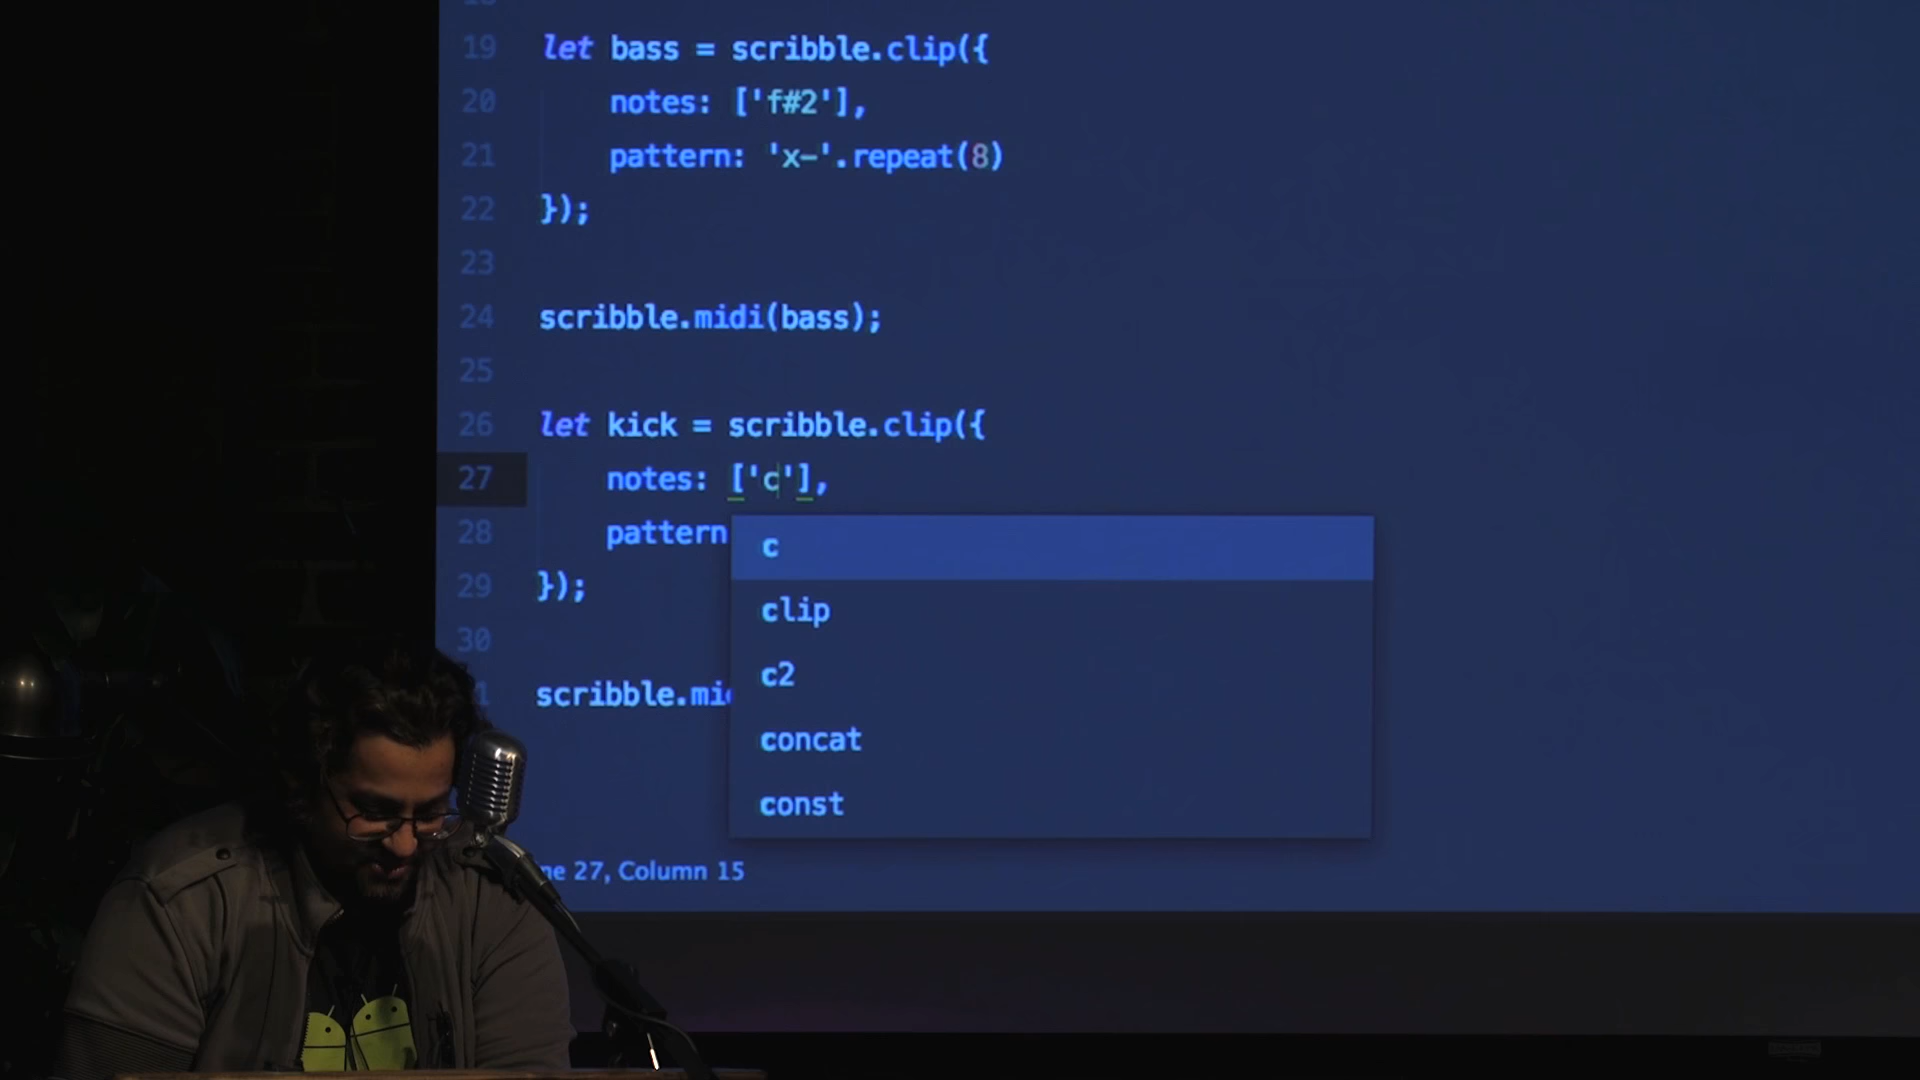 19 let bass = scribble.clip({
20 notes: ['f#2'],
21 pattern: 'x-'.repeat(8)
22 });
23
24 scribble.midi(bass);
25
26 let kick = scribble.clip({
27 notes: ['c'],
28 pattern
29 });
30
scribble.mi
c
clip
c2
concat
const
27, Column 15